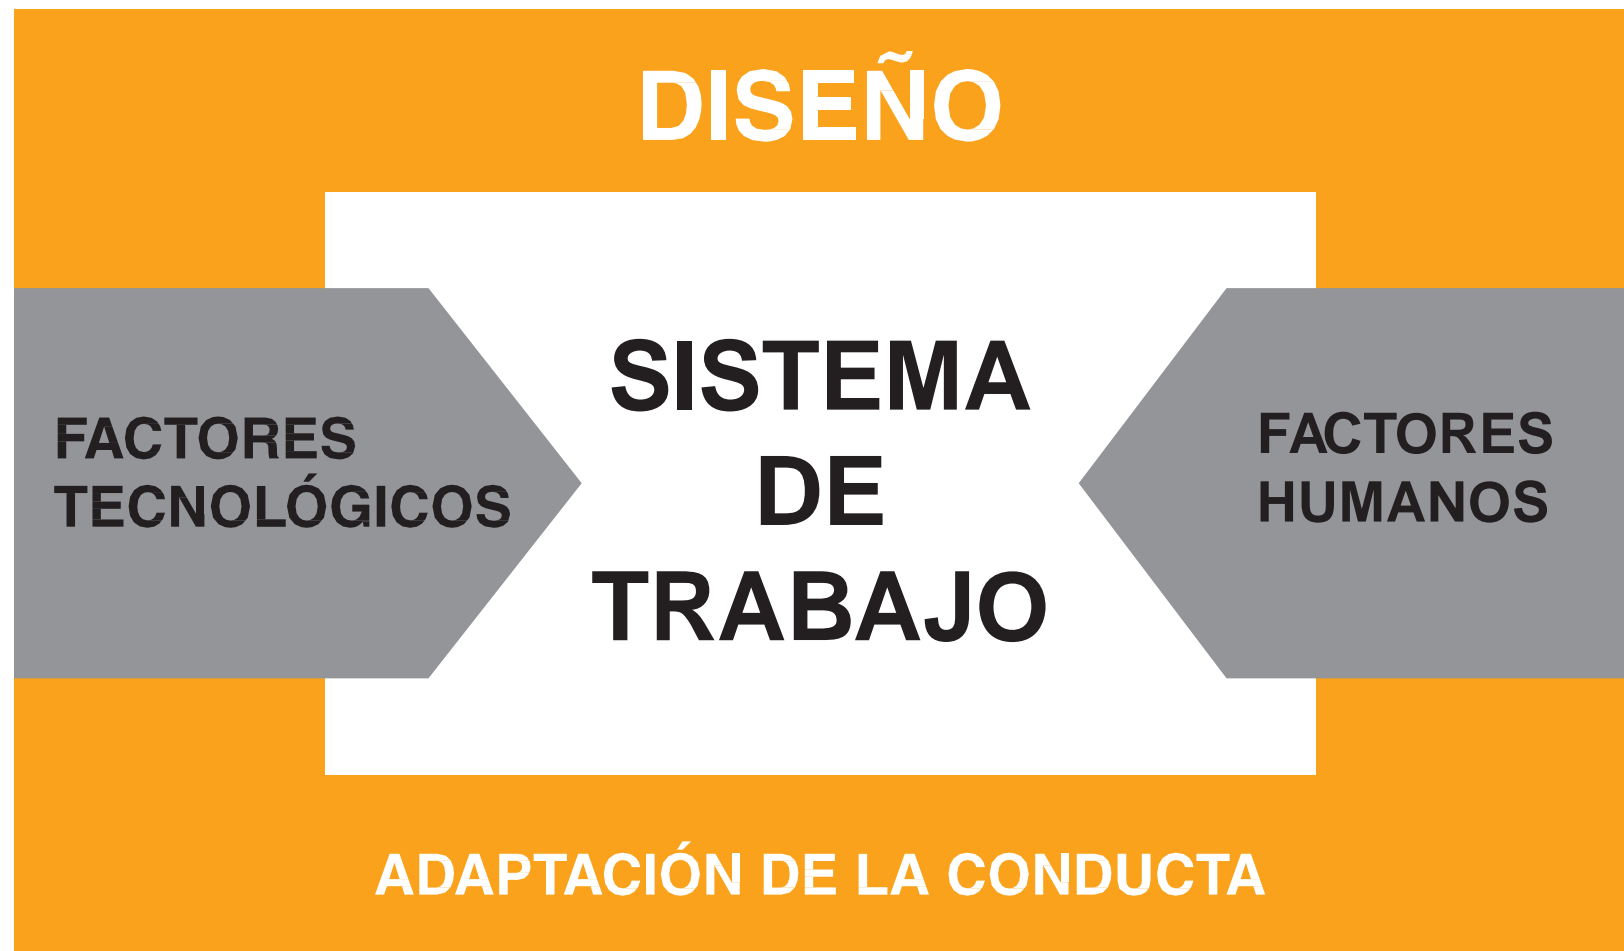 DISEÑO
FACTORES
TECNOLÓGICOS
SISTEMA
DE
TRABAJO
FACTORES
HUMANOS
ADAPTACIÓN DE LA CONDUCTA